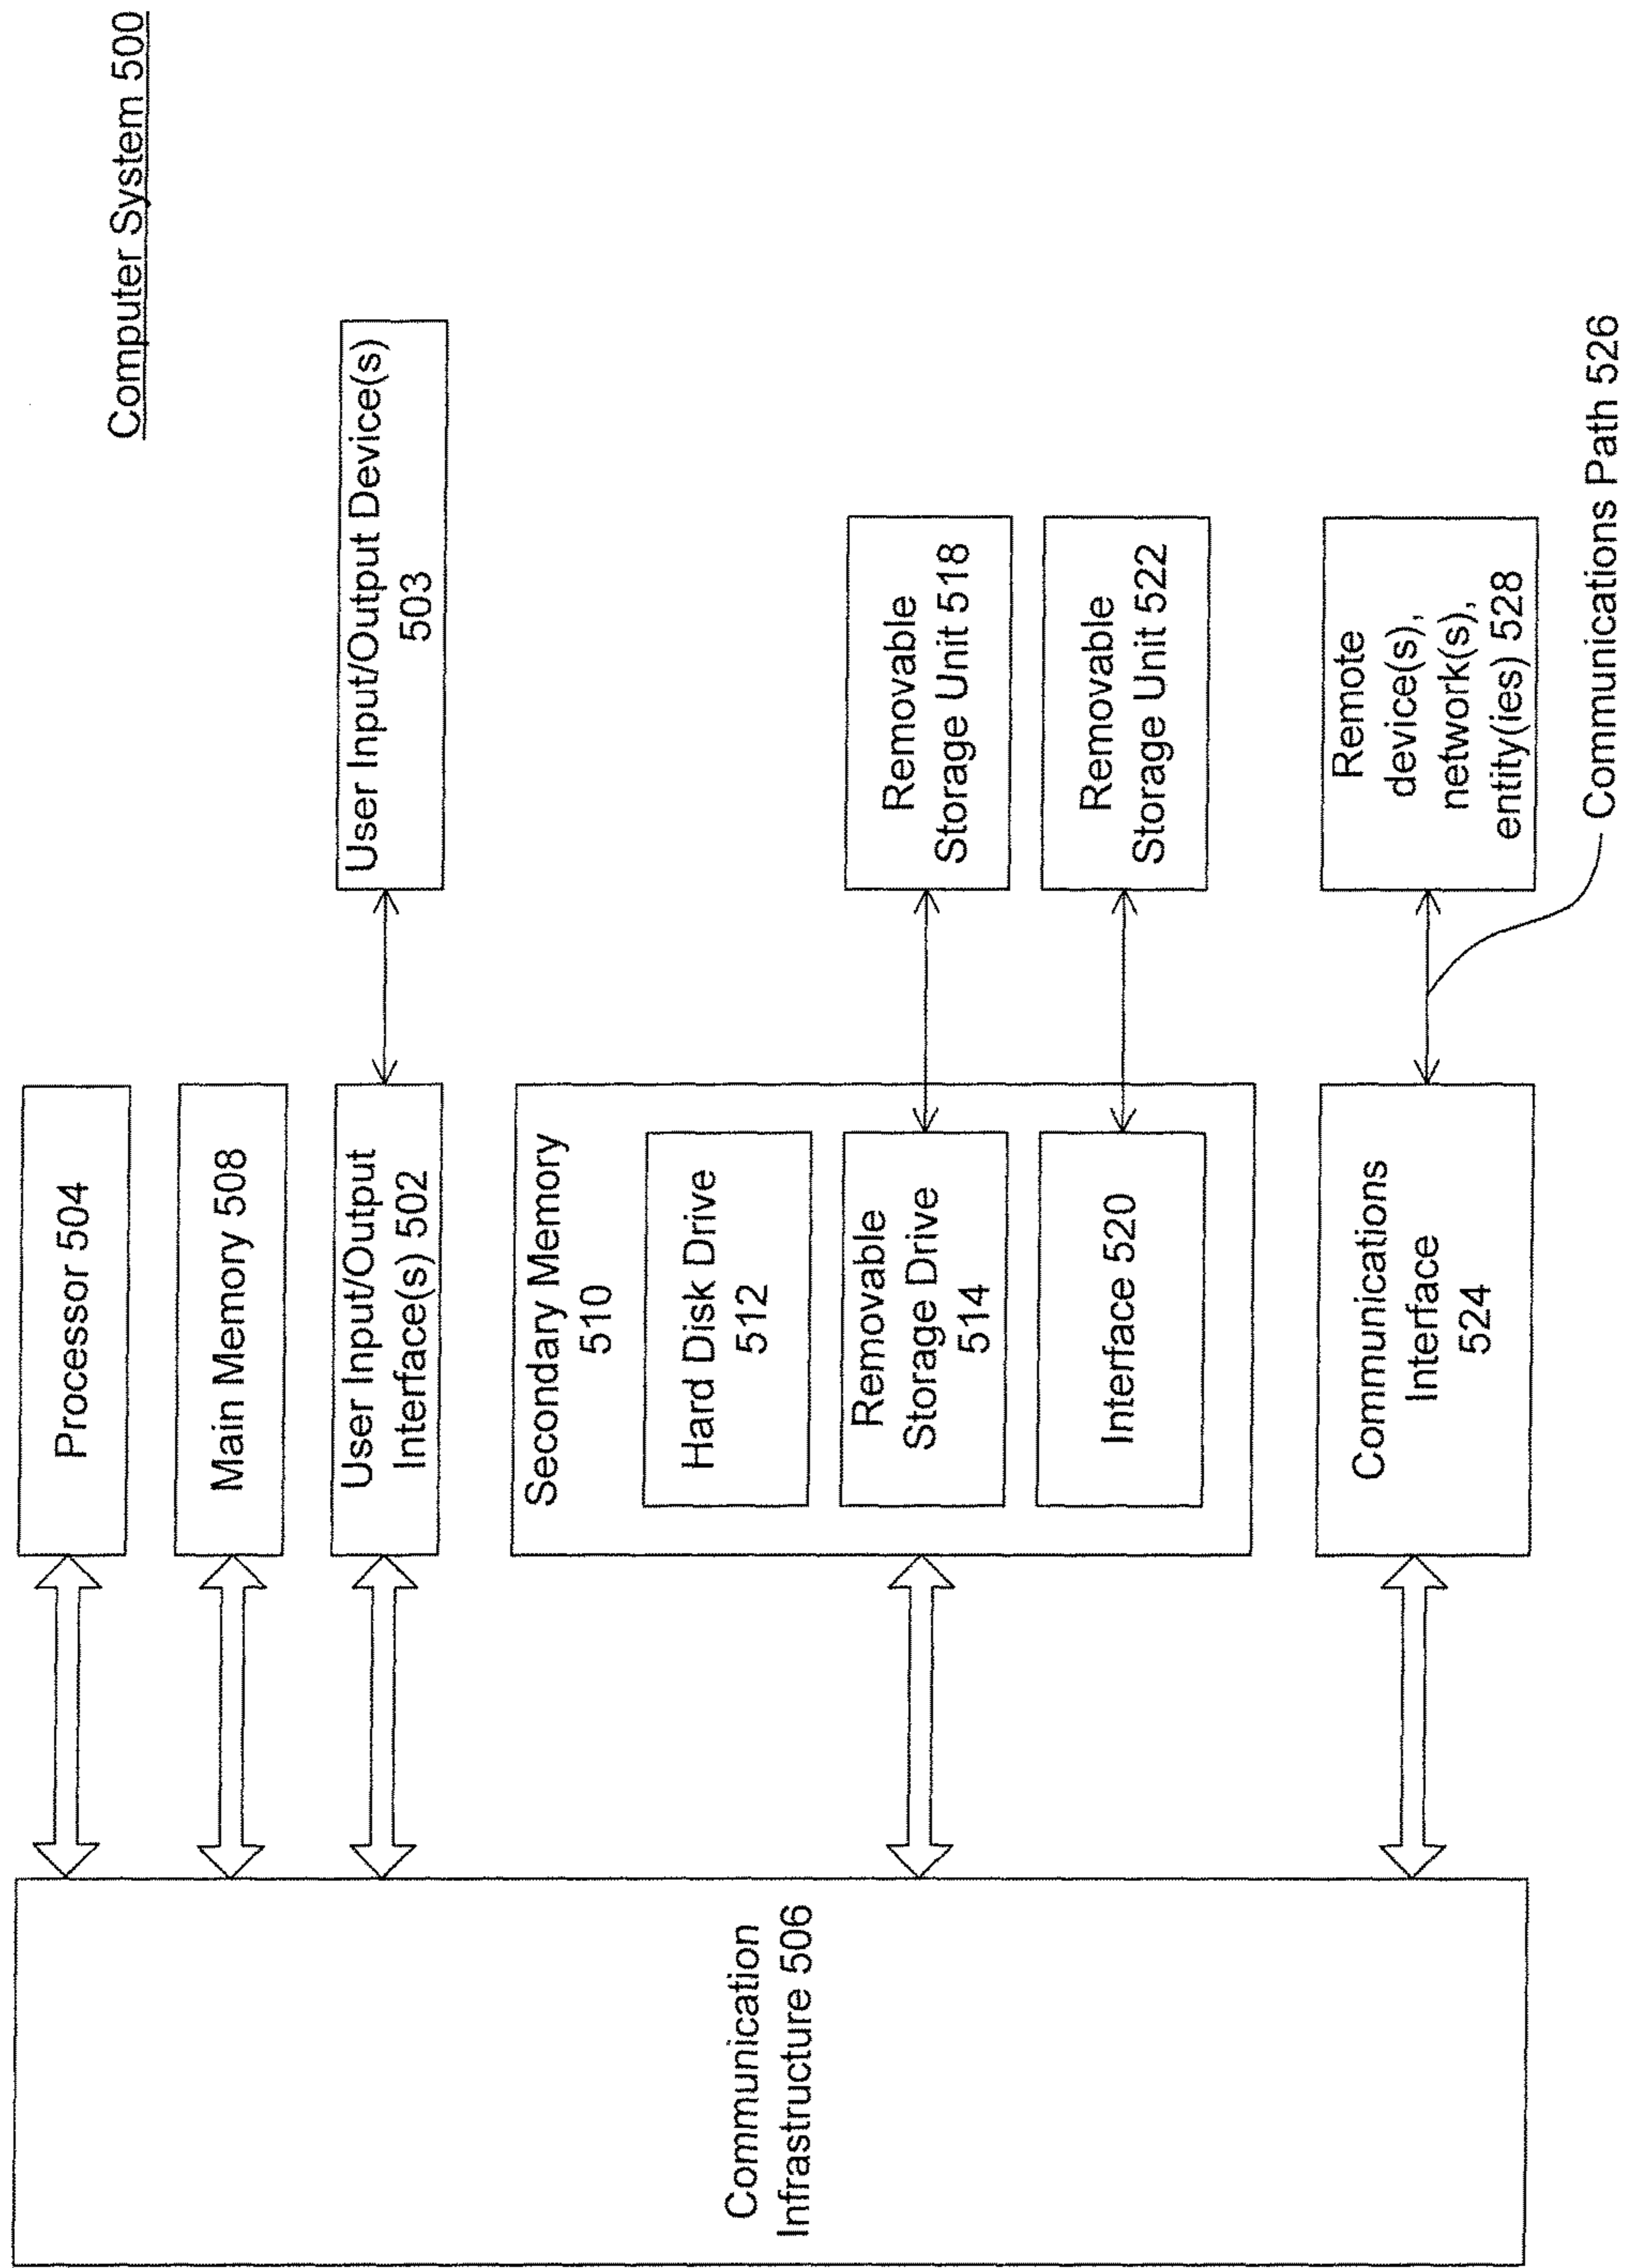 Computer System 500
Processor 504
Main Memory 508
User Input/Output
Interface(s) 502
User Input/Output Device(s)
503
Secondary Memory
510
Hard Disk Drive
512
Removable
Storage Drive
514
Removable
Storage Unit 518
Interface 520
Removable
Storage Unit 522
Communications
Interface
524
Remote
device(s),
network(s),
entity(ies) 528
Communications Path 526
Communication
Infrastructure 506